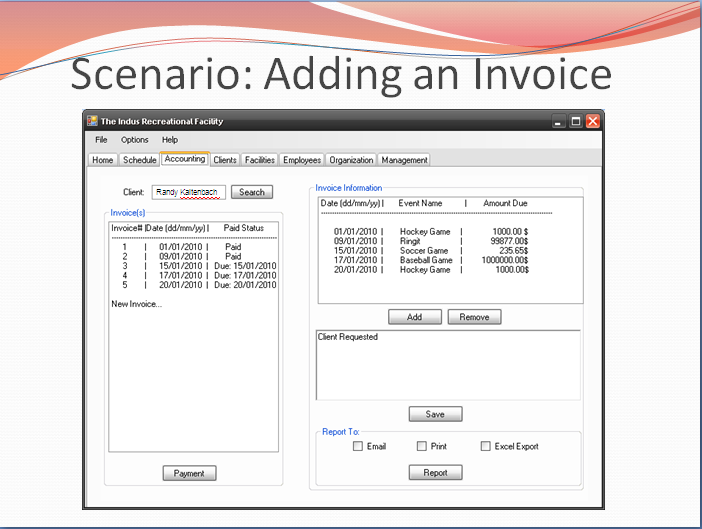 Scenario: Adding an Invoice
The Indus Recreational Facility
File Options Help
Home Schedule Accounting Clients Facilities Employees Organization Management
Client: Randy Kaltenbach Search
Invoice(s)
Invoice# |Date (dd/mm/yy)| Paid Status
1 | 01/01/2010 | Paid
2 | 09/01/2010 | Paid
3 | 15/01/2010 | Due: 15/01/2010
4 | 17/01/2010 | Due: 17/01/2010
5 | 20/01/2010 | Due: 20/01/2010
New Invoice...
Payment
Invoice Information
Date (dd/mm/yy)| Event Name | Amount Due
01/01/2010 | Hockey Game | 1000.00 $
09/01/2010 | Ringit | 99877.00$
15/01/2010 | Soccer Game | 235.65$
17/01/2010 | Baseball Game | 1000000.00$
20/01/2010 | Hockey Game | 1000.00$
Add Remove
Client Requested
Save
Report To:
Email Print Excel Export
Report